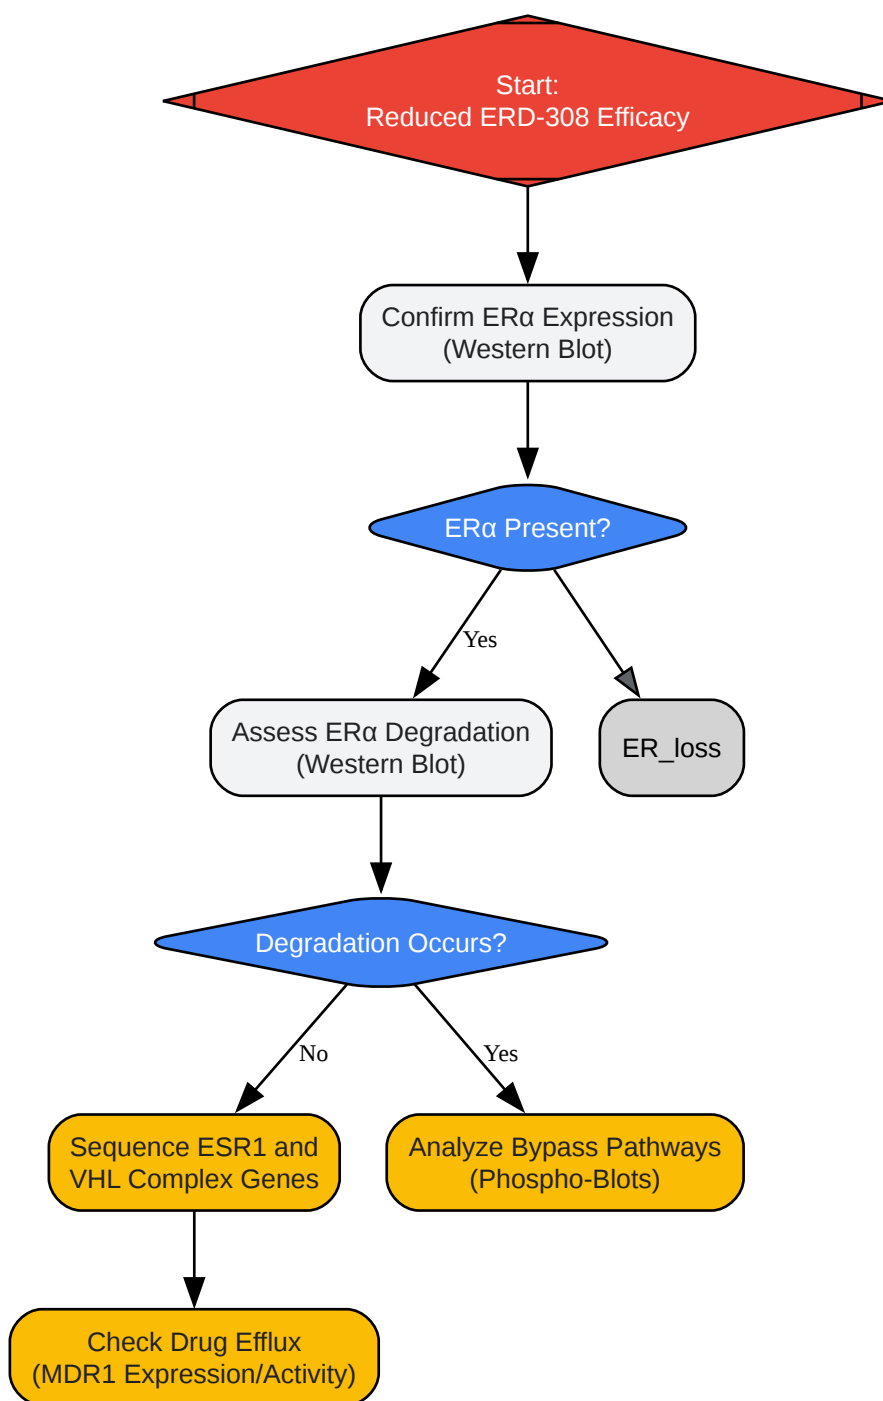 Start:
Reduced ERD-308 Efficacy
Confirm ERα Expression
(Western Blot)
ERα Present?
Yes
Assess ERα Degradation
(Western Blot)
ER_loss
Degradation Occurs?
No
Yes
Sequence ESR1 and
VHL Complex Genes
Analyze Bypass Pathways
(Phospho-Blots)
Check Drug Efflux
(MDR1 Expression/Activity)